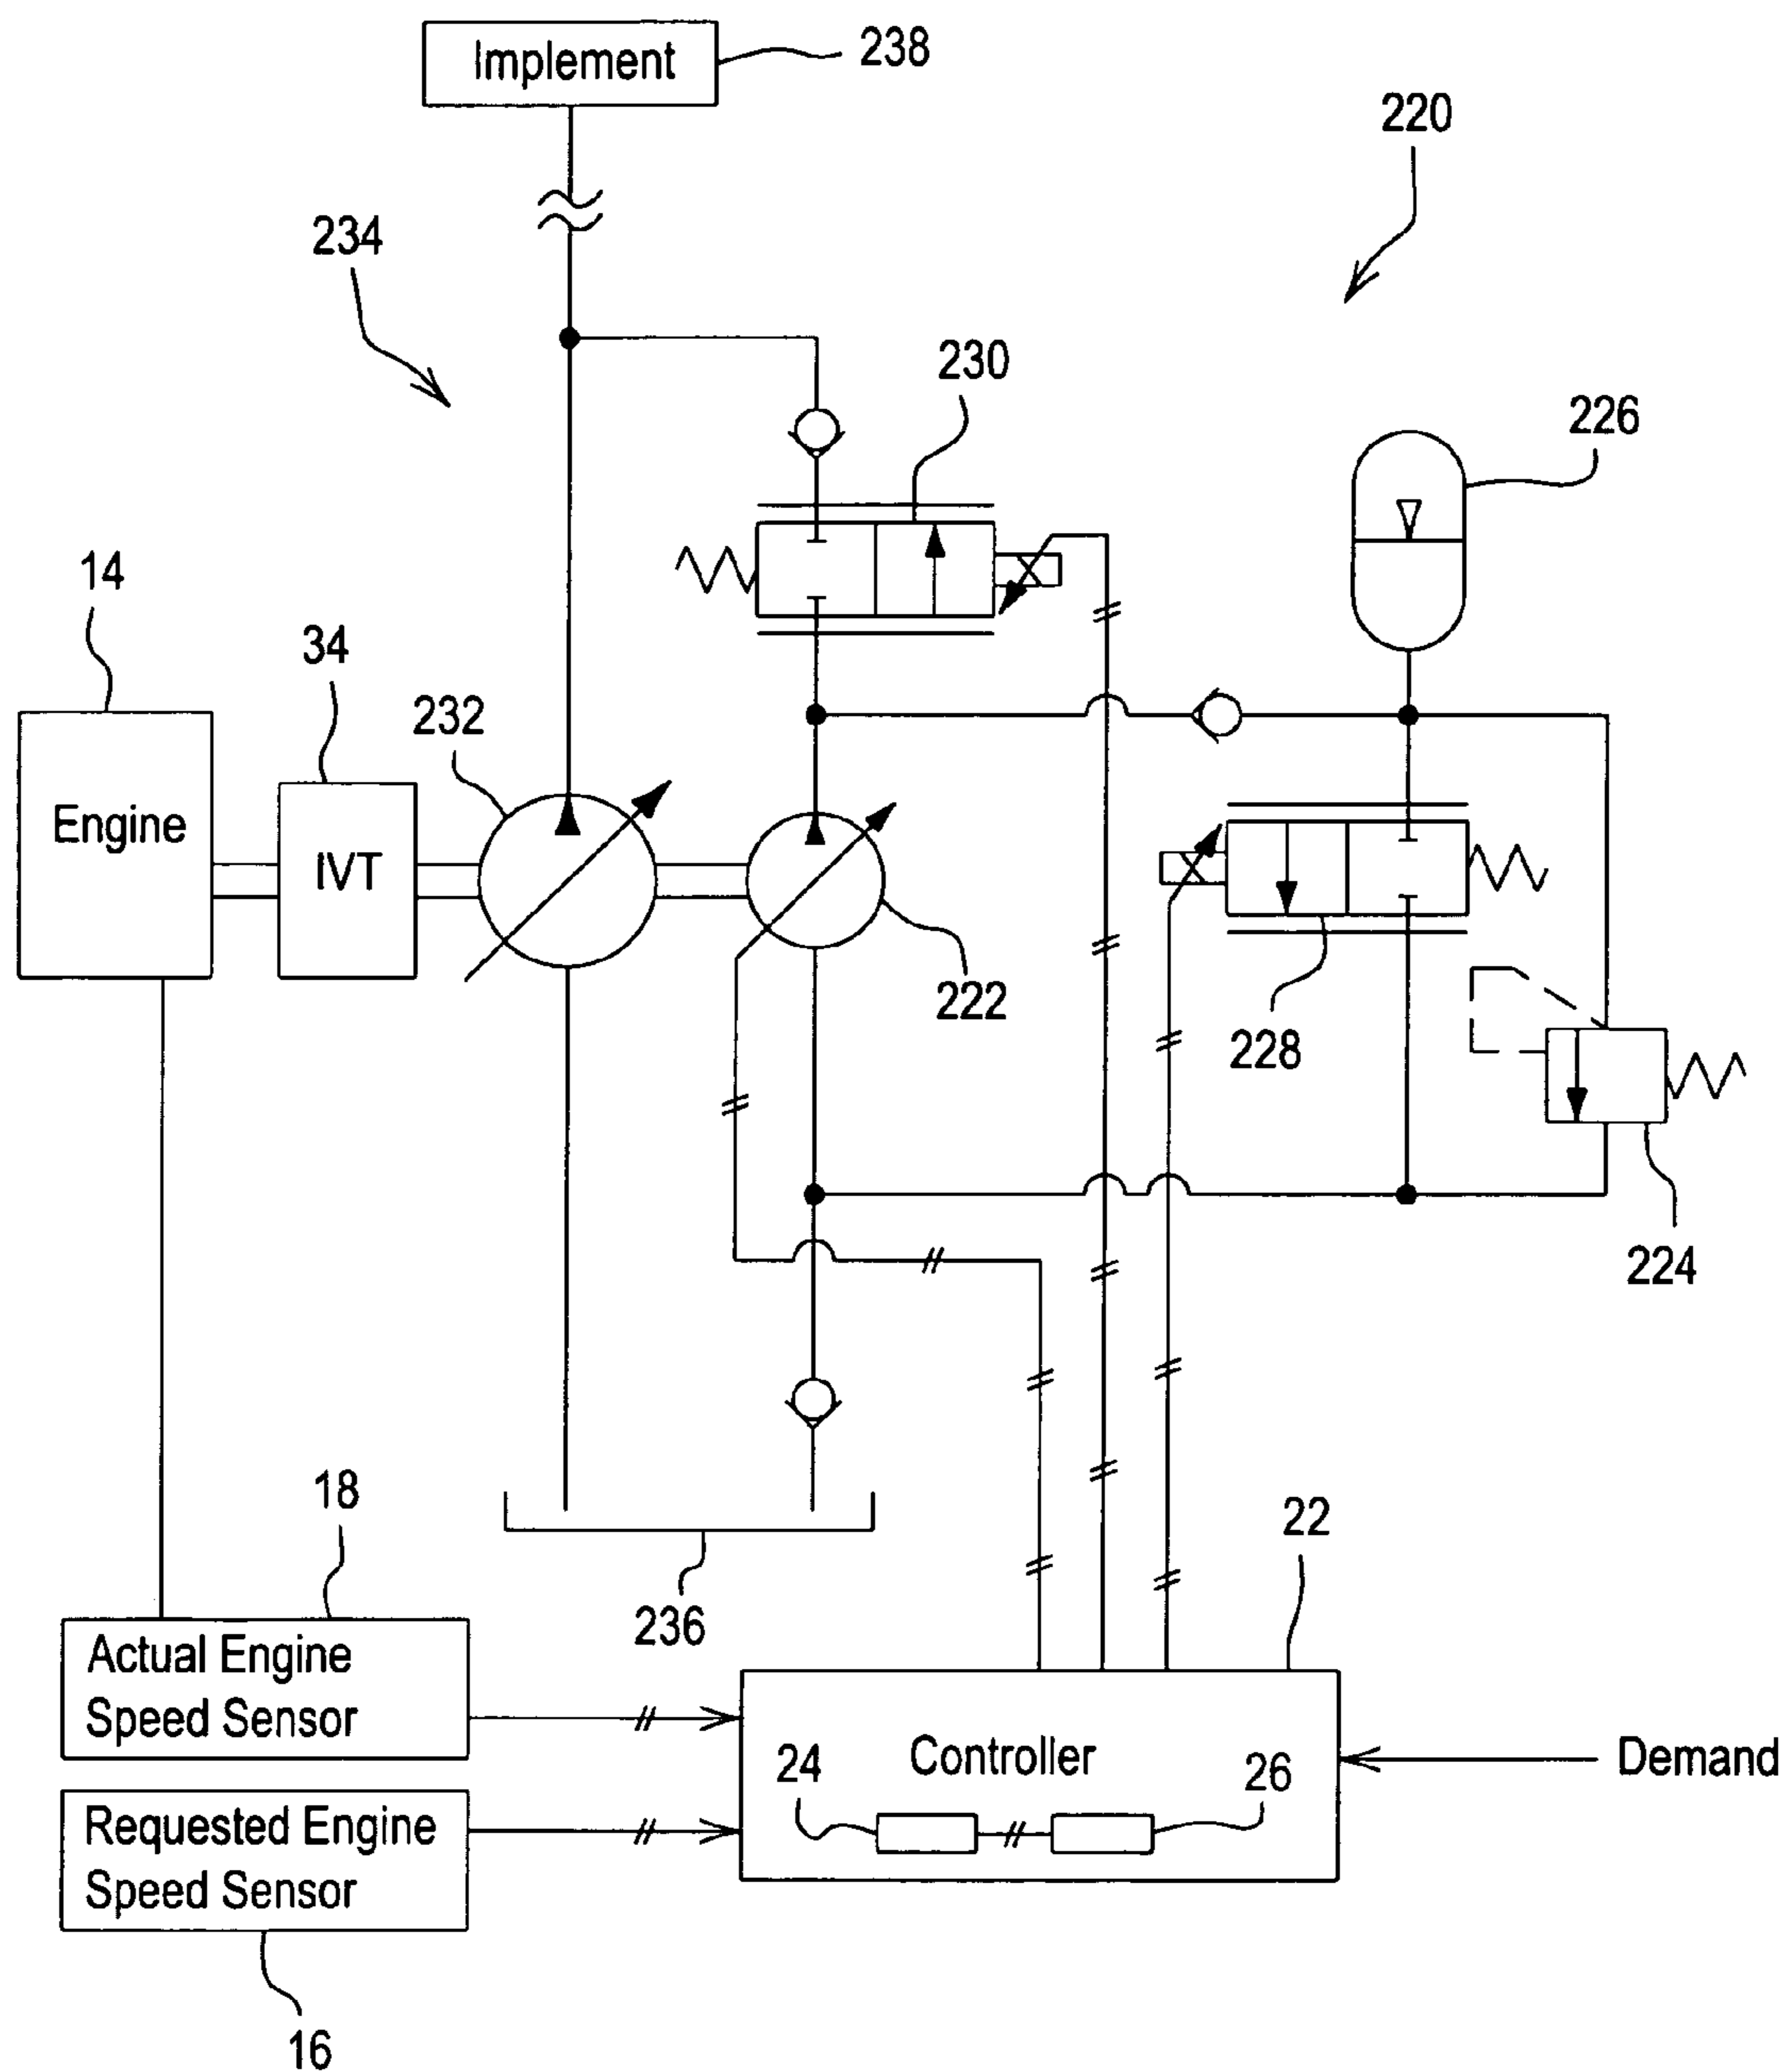 Implement
238
220
234
230
226
14
34
232
Engine
IVT
222
228
224
18
22
236
Actual Engine
Speed Sensor
Controller
24
26
Demand
Requested Engine
Speed Sensor
16